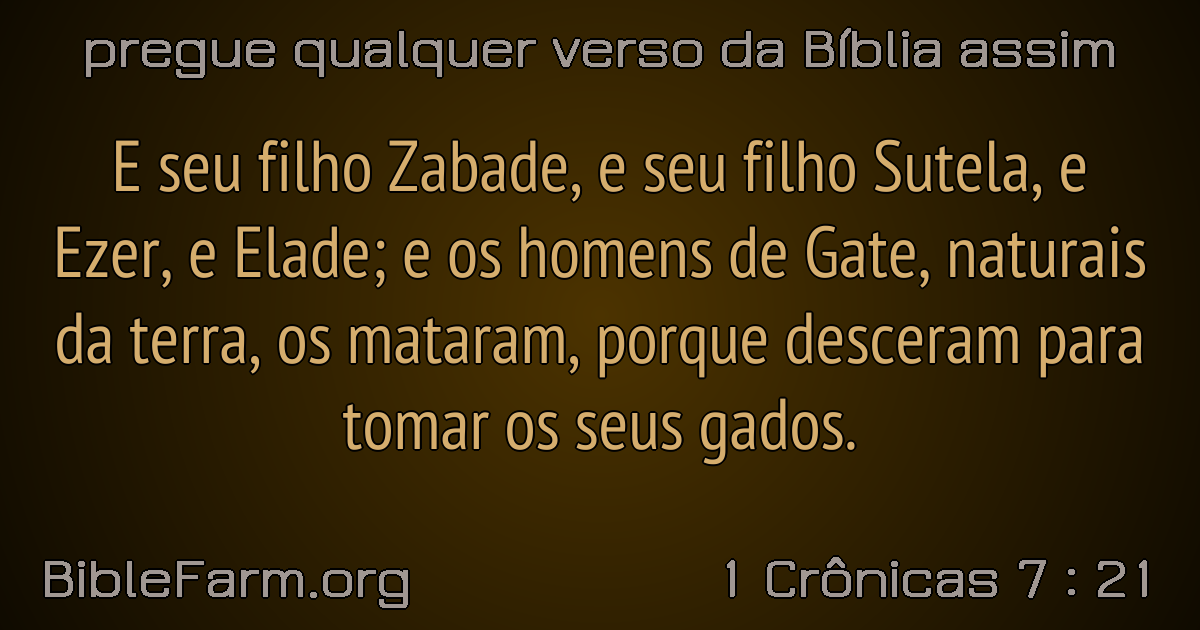 pregue qualquer verso da Bíblia assim
E seu filho Zabade, e seu filho Sutela, e
Ezer, e Elade; e os homens de Gate, naturais
da terra, os mataram, porque desceram para
tomar os seus gados.
BibleFarm.org
1 Crônicas 7 : 21